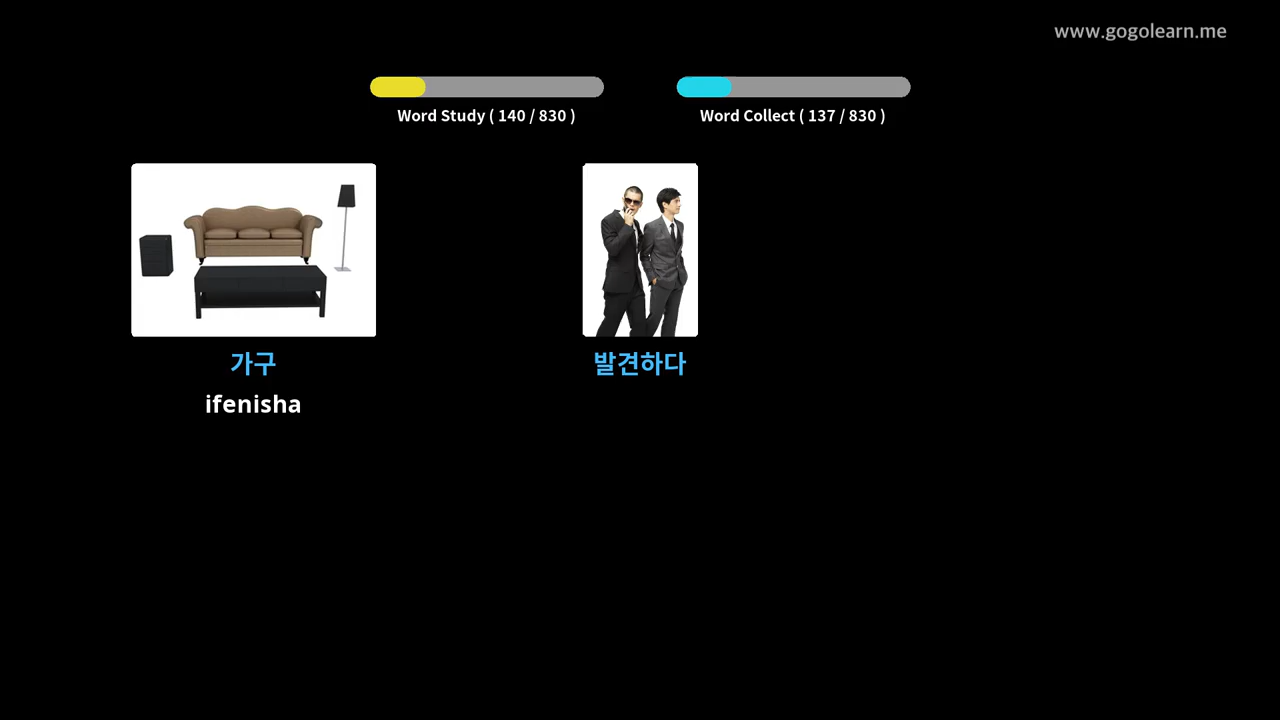 www.gogolearn.me
Word Study ( 140 / 830 )
Word Collect ( 137 / 830 )
가구
발견하다
ifenisha